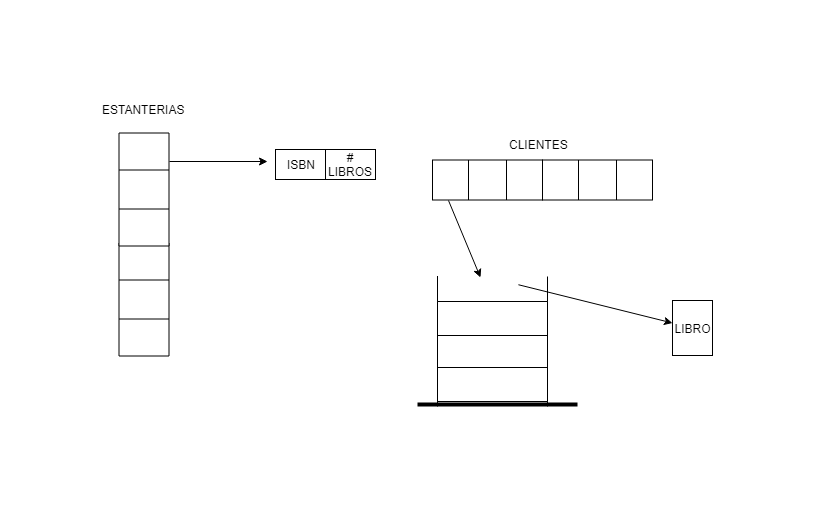 ESTANTERIAS
ISBN
#
LIBROS
CLIENTES
LIBRO